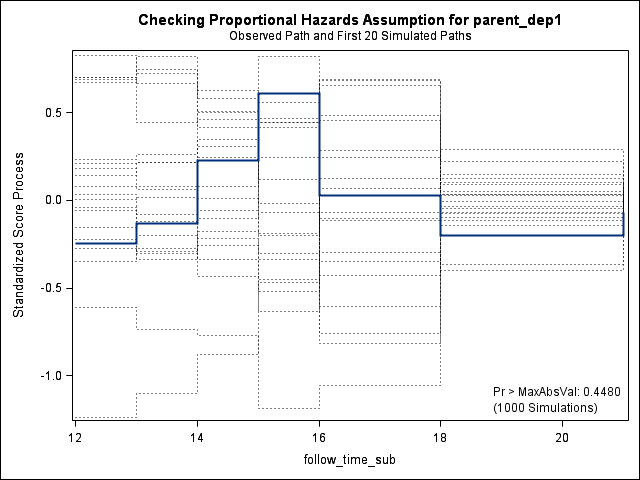 Checking Proportional Hazards Assumption for parent_dep1
Observed Path and First 20 Simulated Paths
Standardized Score Process
0.5
0.0
-0.5
-1.0
Pr > MaxAbsVal: 0.4480
(1000 Simulations)
12
14
16
18
20
follow_time_sub